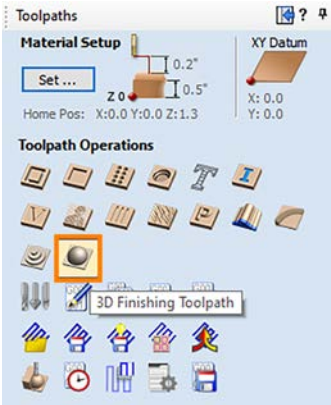 Toolpaths ?
Material Setup XY Datum
0.2"
Set ...
Z 0 0.5"
X: 0.0
Home Pos: X:0.0 Y:0.0 Z:1.3 Y: 0.0
Toolpath Operations
3D Finishing Toolpath